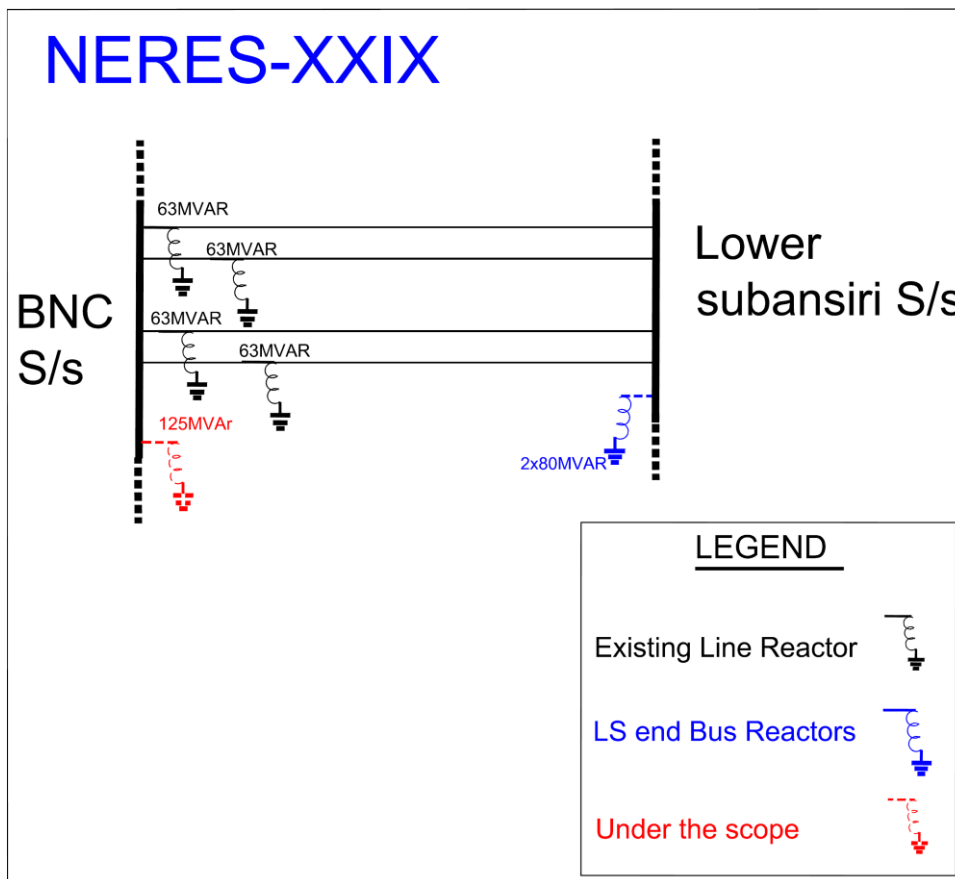 NERES-XXIX
63MVAR
63MVAR
Lower
subansiri S/s
BNC
S/s
63MVAR
63MVAR
125MVAr
2x80MVAR
LEGEND
Existing Line Reactor
LS end Bus Reactors
Under the scope